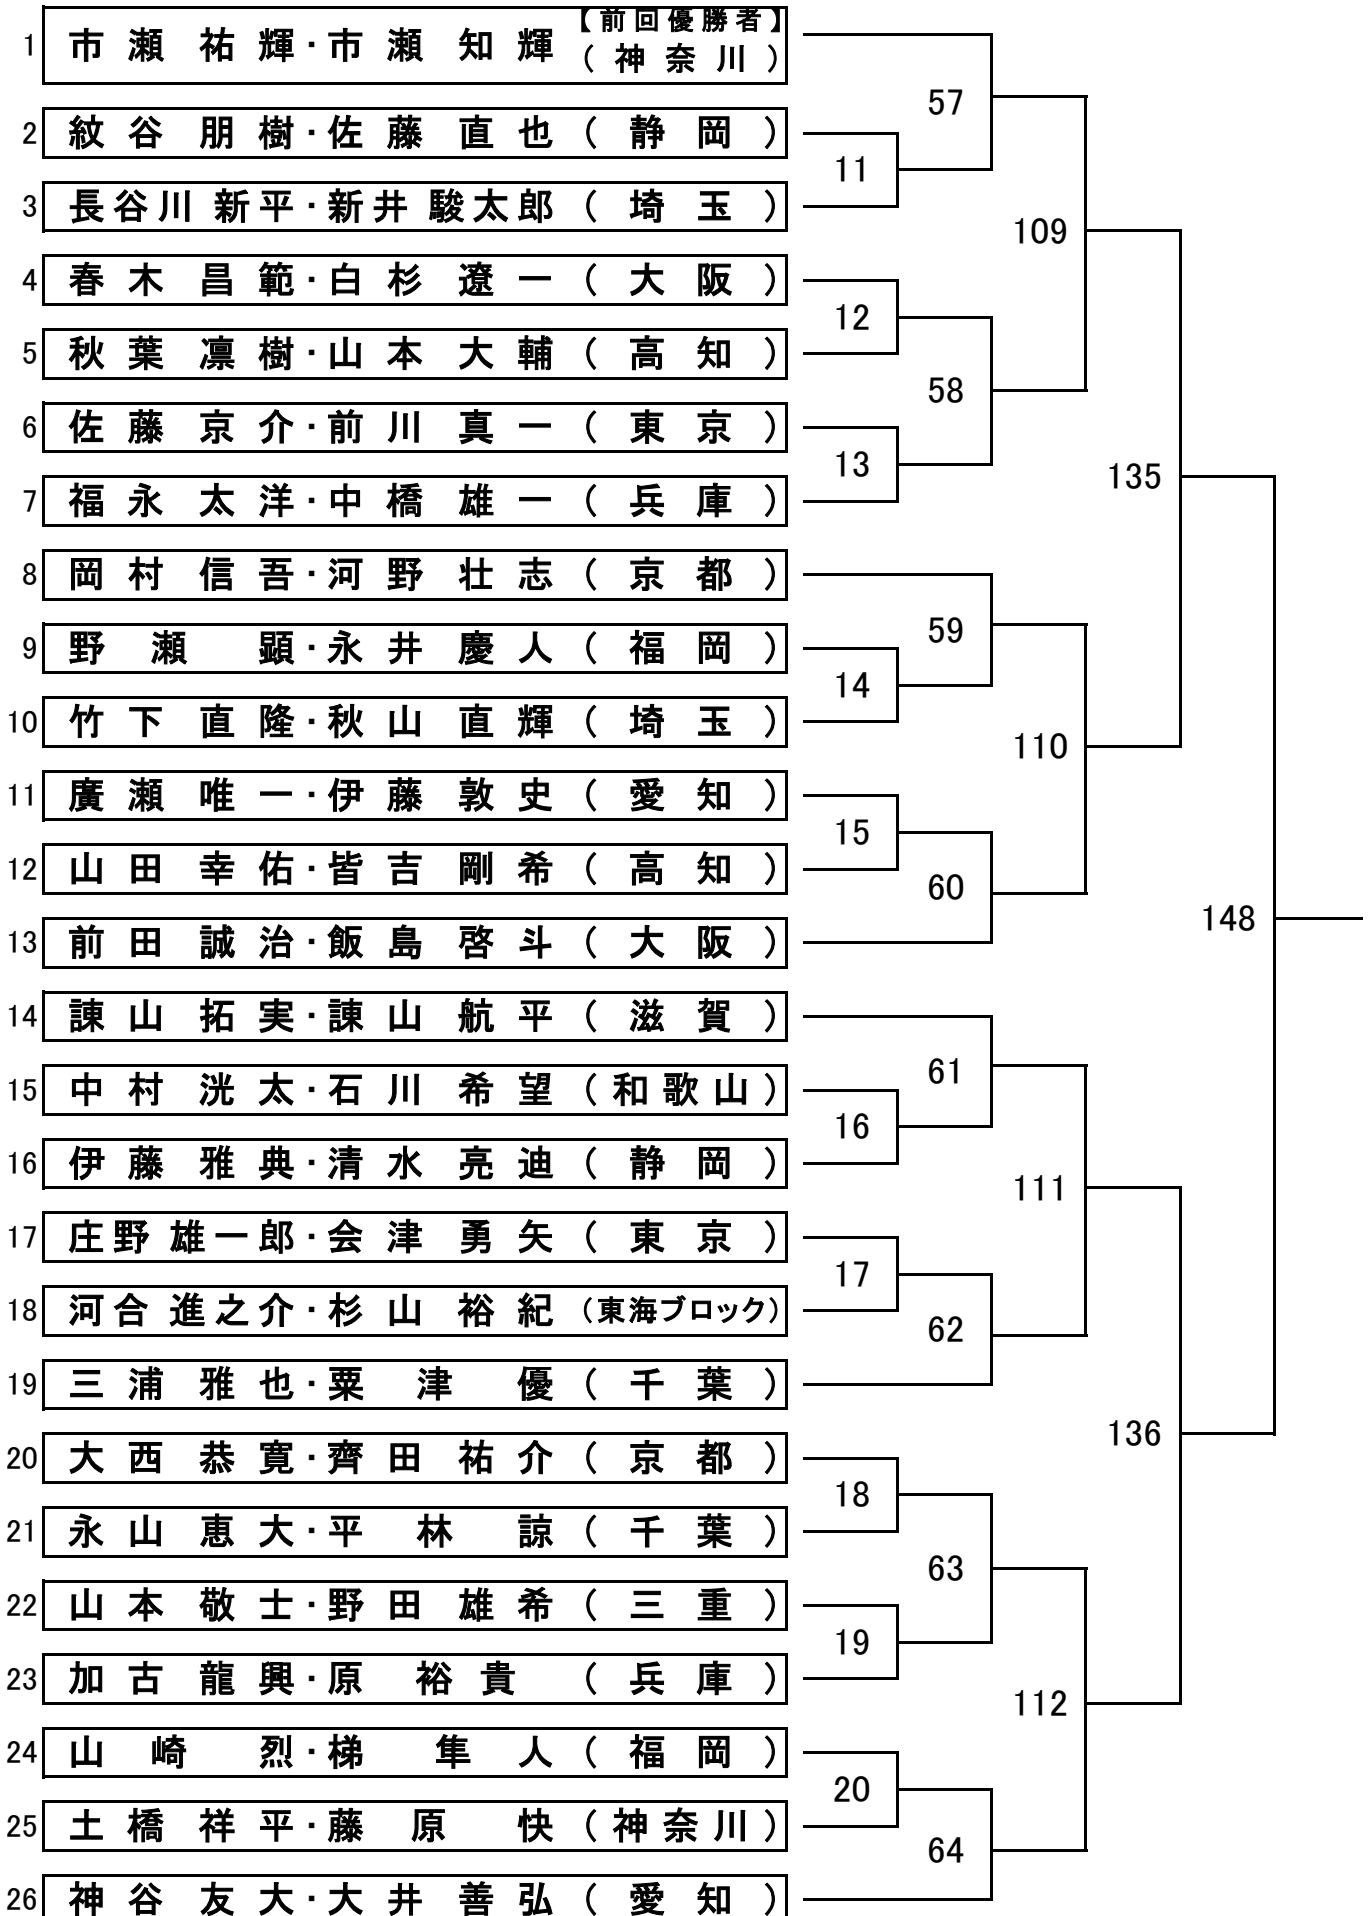 【前回優勝者】
1 市瀬 祐輝・市瀬 知輝 (神奈川)
57
2 紋谷 朋樹・佐藤 直也 (静岡)
11
3 長谷川 新平・新井 駿太郎 (埼玉)
109
4 春木 昌範・白杉 遼一 (大阪)
12
5 秋葉 凛樹・山本 大輔 (高知)
58
6 佐藤 京介・前川 真一 (東京)
13
135
7 福永 太洋・中橋 雄一 (兵庫)
8 岡村 信吾・河野 壮志 (京都)
59
9 野瀬 顕・永井 慶人 (福岡)
14
10 竹下 直隆・秋山 直輝 (埼玉)
110
11 廣瀬 唯一・伊藤 敦史 (愛知)
15
12 山田 幸佑・皆吉 剛希 (高知)
60
148
13 前田 誠治・飯島 啓斗 (大阪)
14 諌山 拓実・諌山 航平 (滋賀)
61
15 中村 洸太・石川 希望 (和歌山)
16
16 伊藤 雅典・清水 亮迪 (静岡)
111
17 庄野 雄一郎・会津 勇矢 (東京)
17
18 河合 進之介・杉山 裕紀 (東海ブロック)
62
19 三浦 雅也・粟津 優 (千葉)
136
20 大西 恭寛・齊田 祐介 (京都)
18
21 永山 恵大・平林 諒 (千葉)
63
22 山本 敬士・野田 雄希 (三重)
19
23 加古 龍興・原 裕貴 (兵庫)
112
24 山崎 烈・梯 隼人 (福岡)
20
25 土橋 祥平・藤原 快 (神奈川)
64
26 神谷 友大・大井 善弘 (愛知)